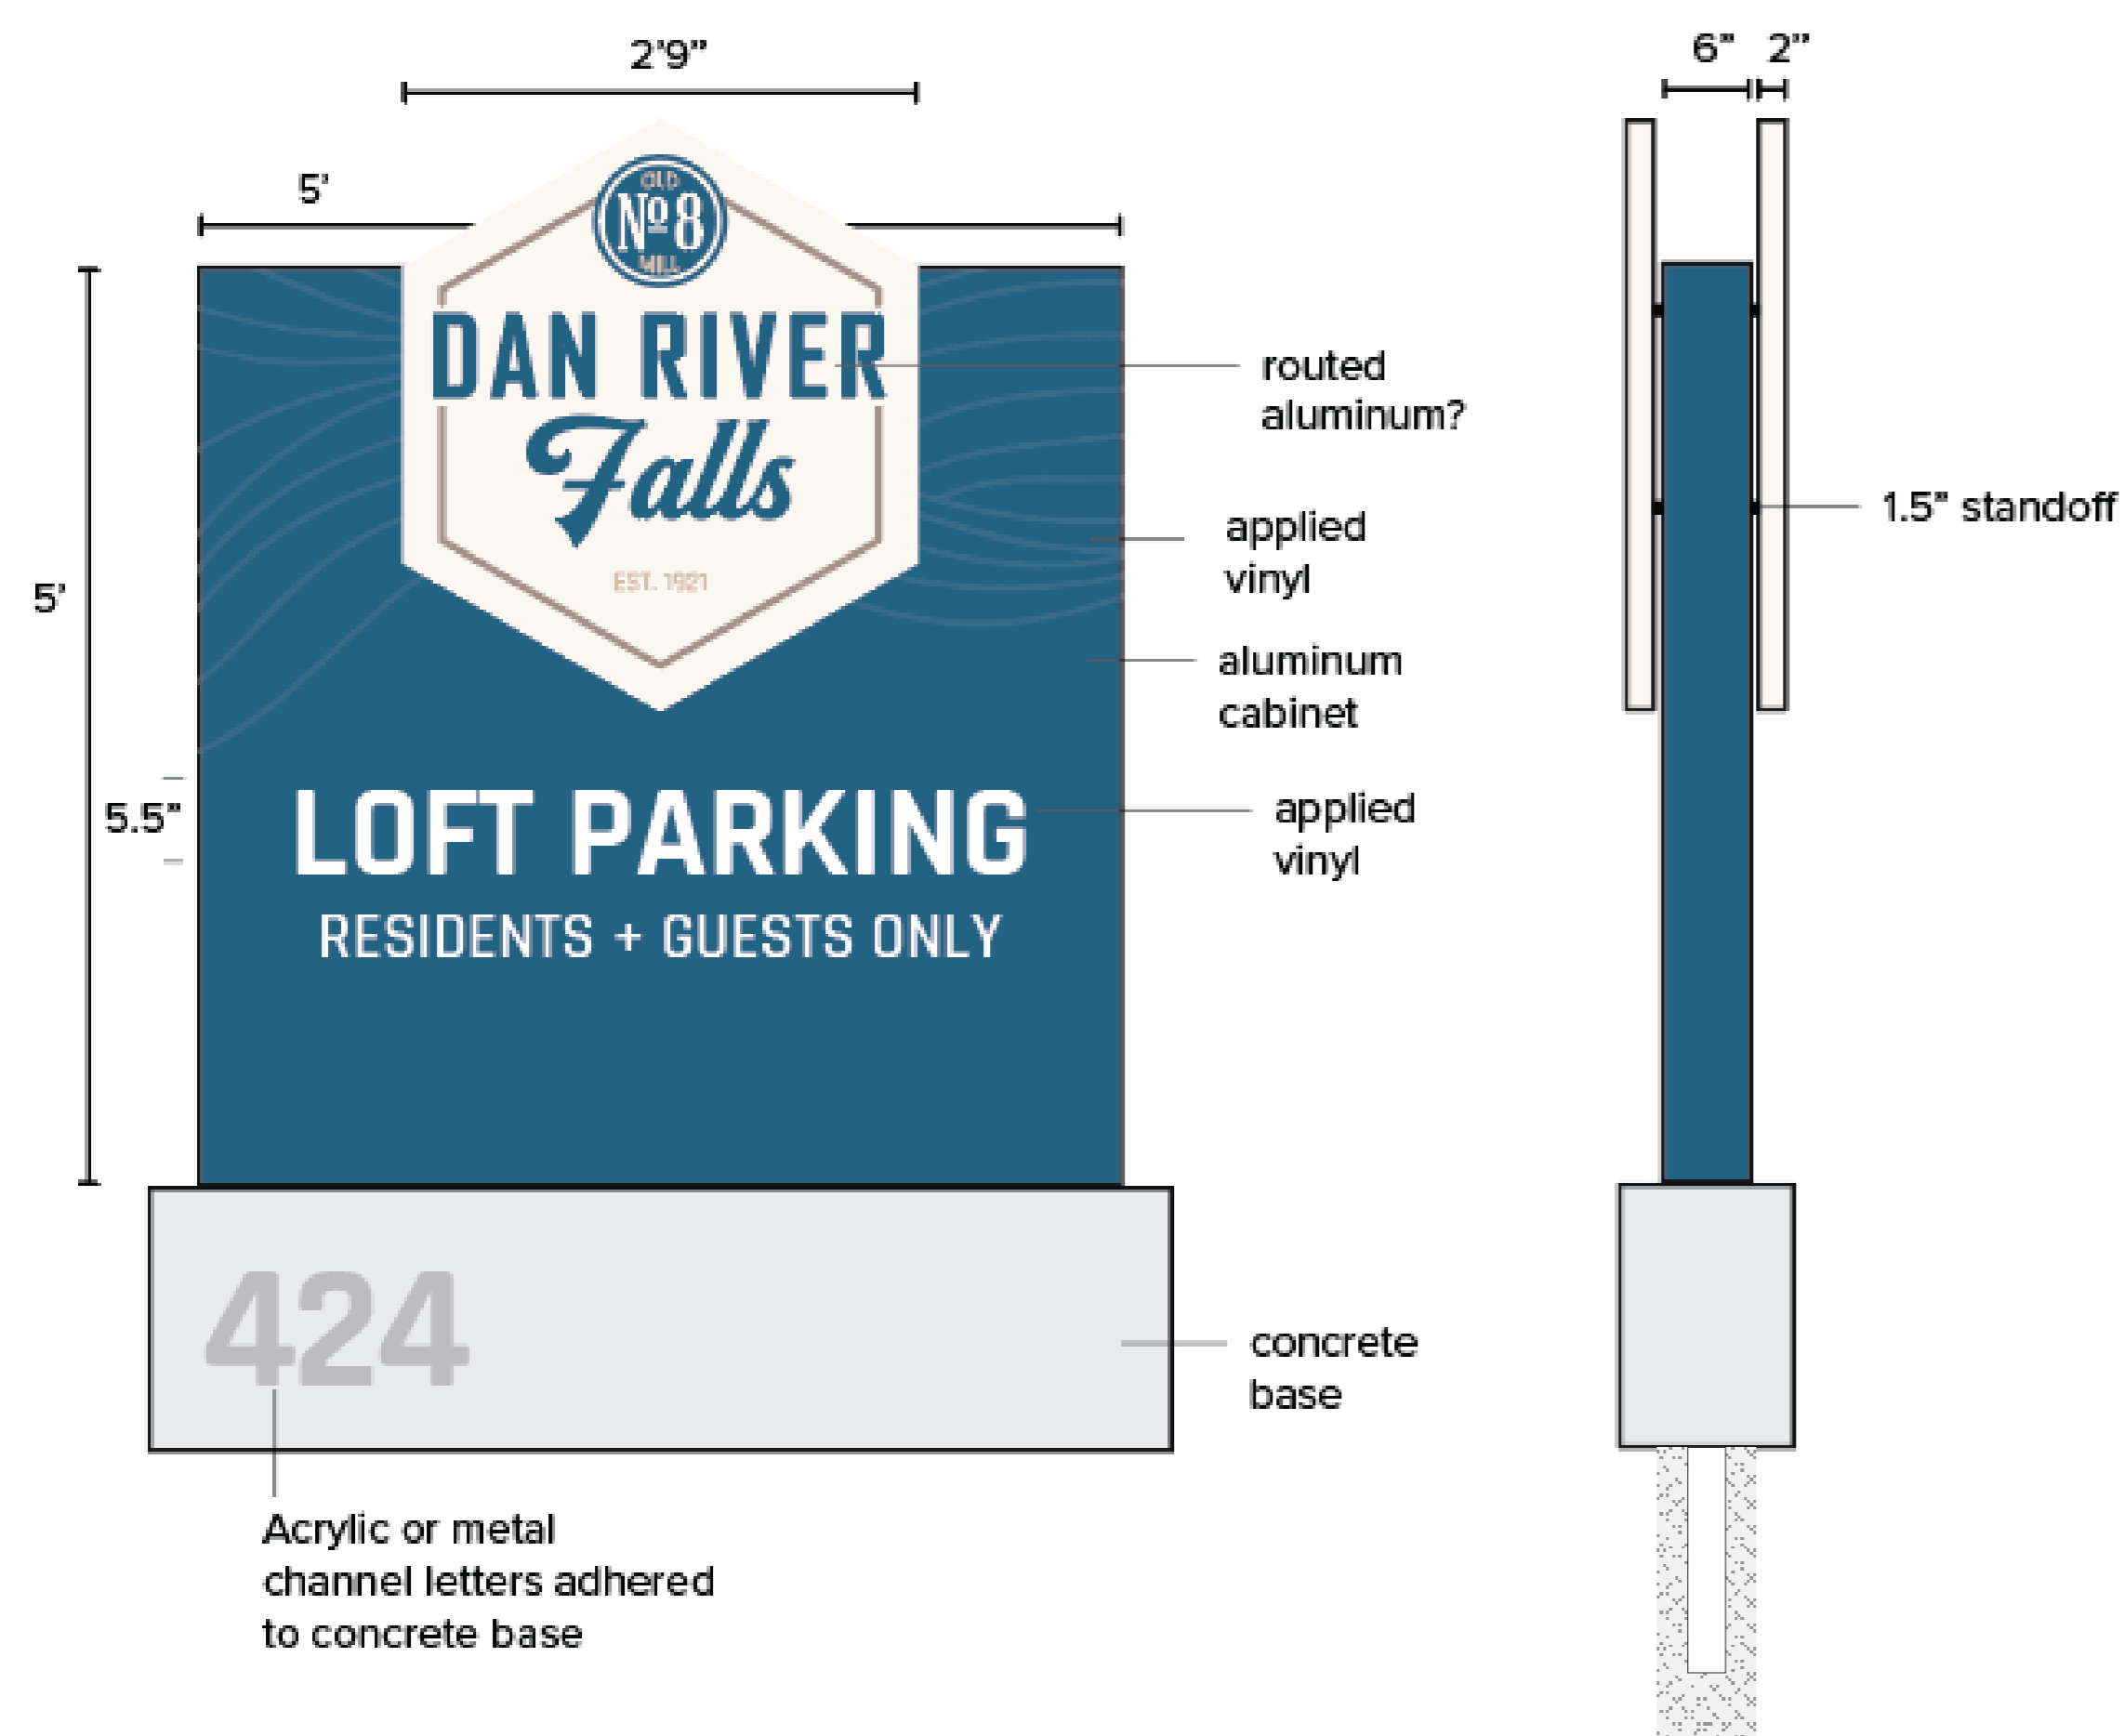 2'9”
6” 2”
5'
OLD
Nº8
MILL
DAN RIVER
Falls
EST. 1921
routed
aluminum?
1.5” standoff
applied
vinyl
5'
aluminum
cabinet
5.5”
LOFT PARKING
applied
vinyl
RESIDENTS + GUESTS ONLY
424
concrete
base
Acrylic or metal
channel letters adhered
to concrete base